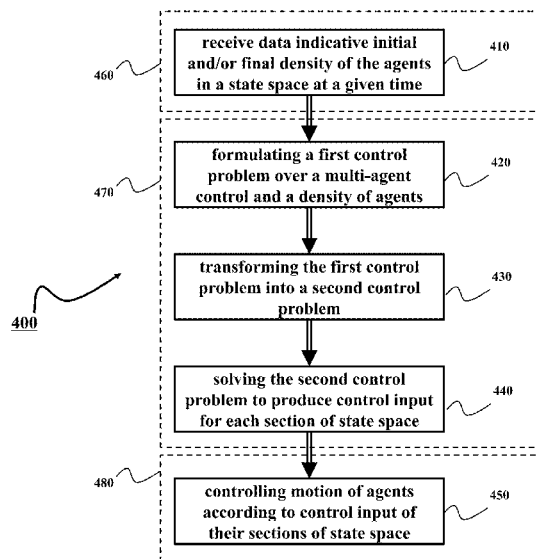 receive data indicative initial
and/or final density of the agents
in a state space at a given time
410
460
formulating a first control
problem over a multi-agent
control and a density of agents
420
470
transforming the first control
problem into a second control
problem
430
400
solving the second control
problem to produce control input
for each section of state space
440
480
controlling motion of agents
according to control input of
their sections of state space
450